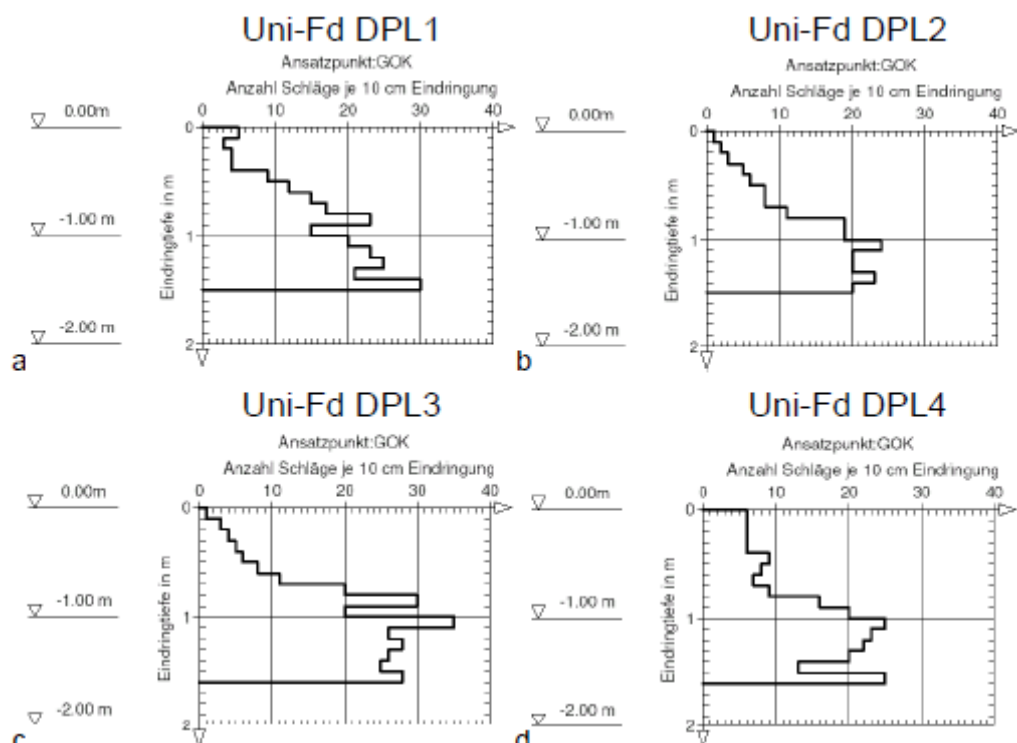 Uni-Fd DPL1
Ansatzpunkt:GOK
Anzahl Schläge je 10 cm Eindringung
0 10 20 30 40
0.00m
-1.00 m
-2.00 m
Eindringtiefe in m
0
1
2
a
Uni-Fd DPL2
Ansatzpunkt:GOK
Anzahl Schläge je 10 cm Eindringung
0 10 20 30 40
0.00m
-1.00 m
-2.00 m
Eindringtiefe in m
0
1
2
b
Uni-Fd DPL3
Ansatzpunkt:GOK
Anzahl Schläge je 10 cm Eindringung
0 10 20 30 40
0.00m
-1.00 m
-2.00 m
Eindringtiefe in m
0
1
2
c
Uni-Fd DPL4
Ansatzpunkt:GOK
Anzahl Schläge je 10 cm Eindringung
0 10 20 30 40
0.00m
-1.00 m
-2.00 m
Eindringtiefe in m
0
1
2
d